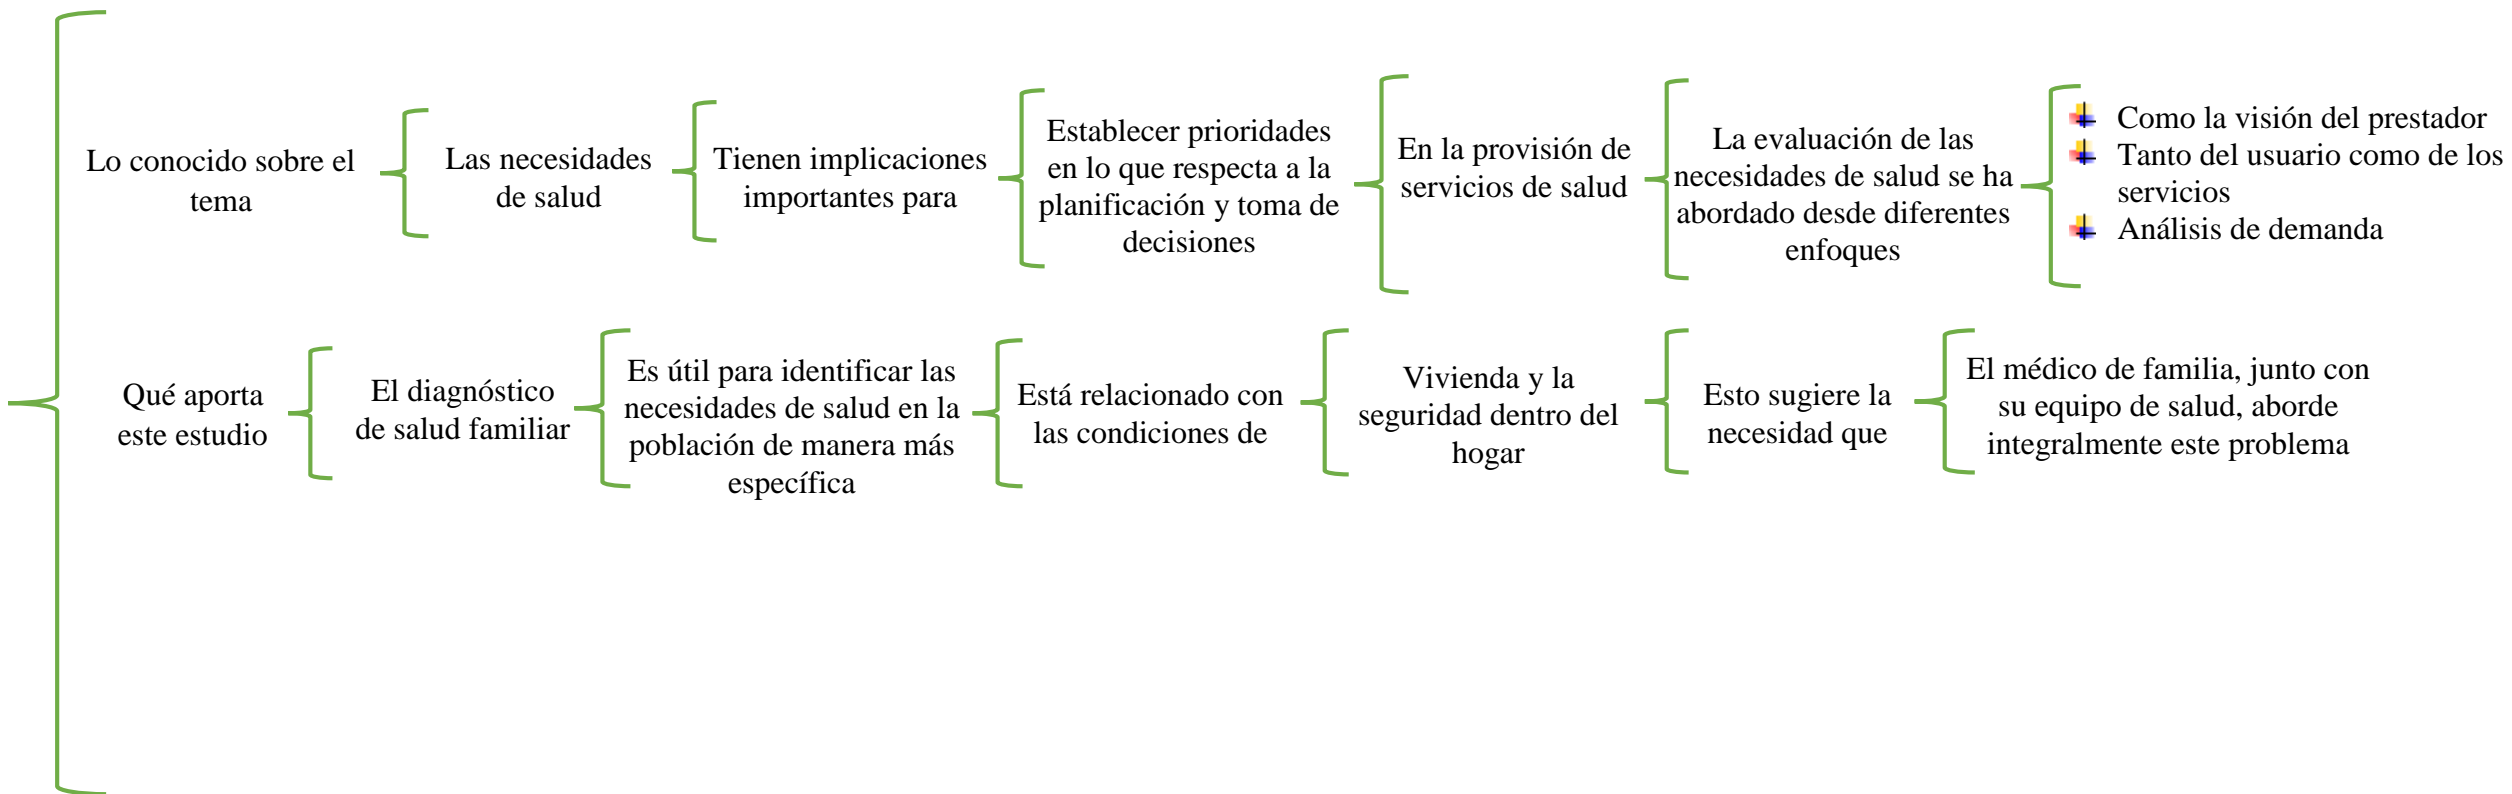 Lo conocido sobre el
tema
Las necesidades
de salud
Tienen implicaciones
importantes para
Establecer prioridades
en lo que respecta a la
planificación y toma de
decisiones
En la provisión de
servicios de salud
La evaluación de las
necesidades de salud se ha
abordado desde diferentes
enfoques
Como la visión del prestador
Tanto del usuario como de los
servicios
Análisis de demanda
Qué aporta
este estudio
El diagnóstico
de salud familiar
Es útil para identificar las
necesidades de salud en la
población de manera más
específica
Está relacionado con
las condiciones de
Vivienda y la
seguridad dentro del
hogar
Esto sugiere la
necesidad que
El médico de familia, junto con
su equipo de salud, aborde
integralmente este problema